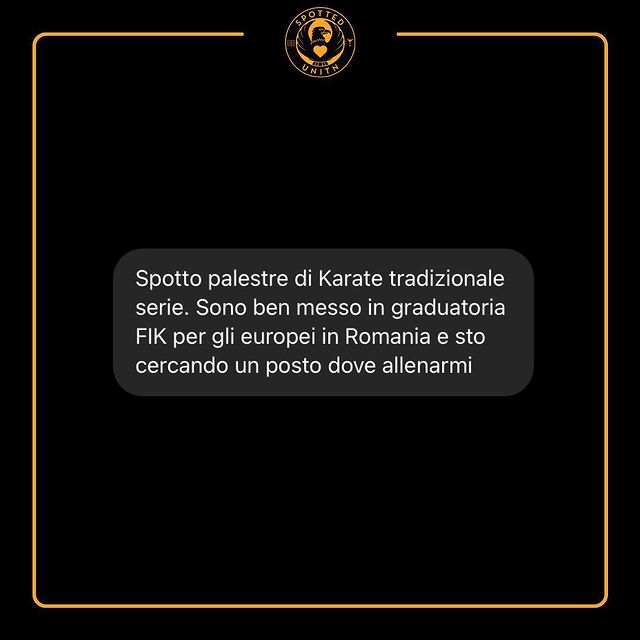 SPOTTED
UNITN
Spotto palestre di Karate tradizionale
serie. Sono ben messo in graduatoria
FIK per gli europei in Romania e sto
cercando un posto dove allenarmi